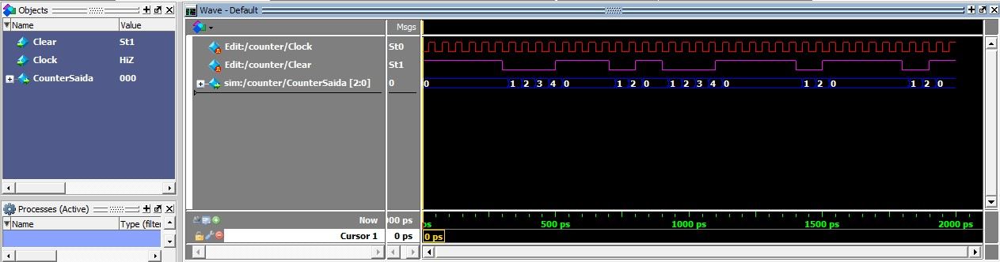 Objects
Name Value
Clear St1
Clock HiZ
CounterSaida 000
Processes (Active)
Name Type (filter
Wave - Default
Msgs
Edit:/counter/Clock St0
Edit:/counter/Clear St1
sim:/counter/CounterSaida [2:0] 0
0 1 2 3 4 0 1 2 0 1 2 3 4 0 1 2 0 1 2 0
Now 000 ps
ps 500 ps 1000 ps 1500 ps 2000 ps
Cursor 1 0 ps
0 ps